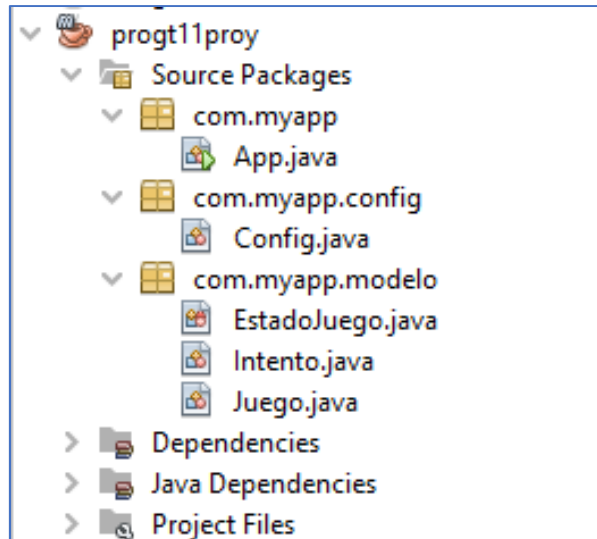 progt11proy
Source Packages
com.myapp
App.java
com.myapp.config
Config.java
com.myapp.modelo
EstadoJuego.java
Intento.java
Juego.java
Dependencies
Java Dependencies
Project Files